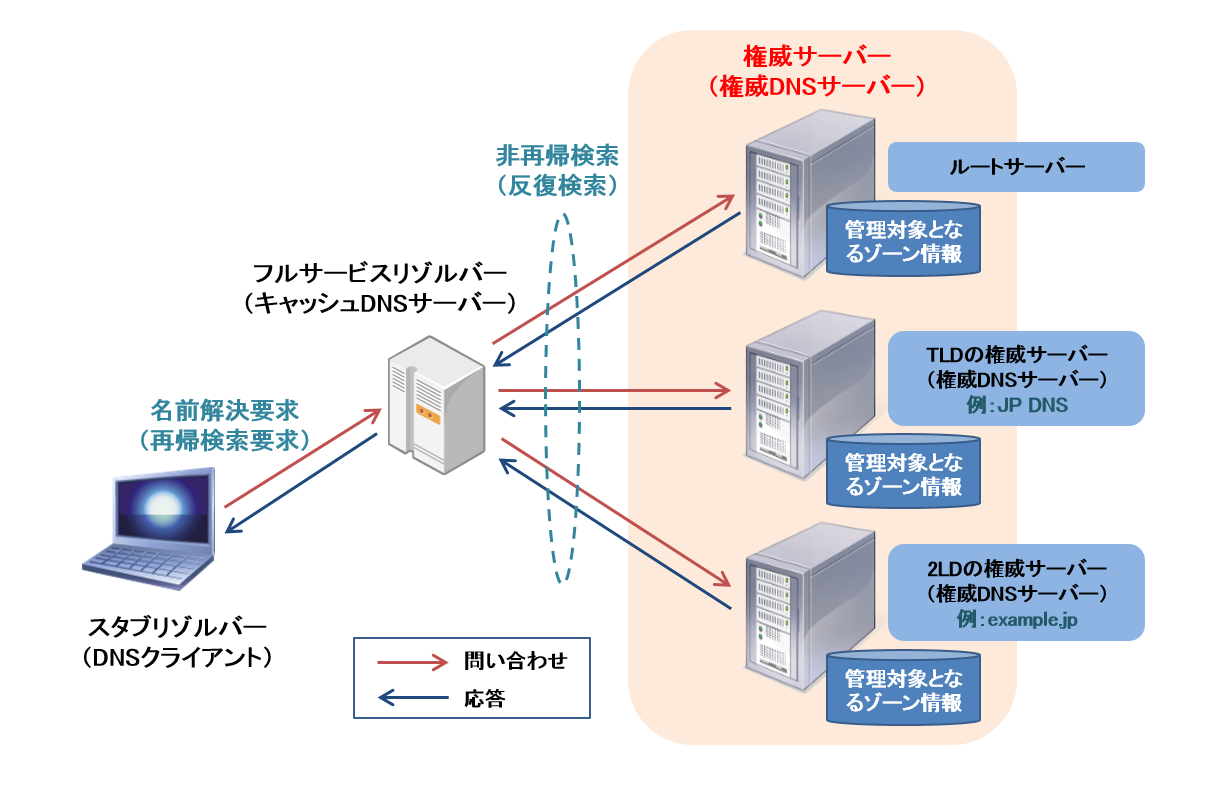 権威サーバー
（権威DNSサーバー）
非再帰検索
（反復検索）
ルートサーバー
管理対象とな
るゾーン情報
フルサービスリゾルバー
（キャッシュDNSサーバー）
TLDの権威サーバー
（権威DNSサーバー）
例：JP DNS
管理対象とな
るゾーン情報
名前解決要求
（再帰検索要求）
2LDの権威サーバー
（権威DNSサーバー）
例：example.jp
管理対象とな
るゾーン情報
スタブリゾルバー
（DNSクライアント）
問い合わせ
応答